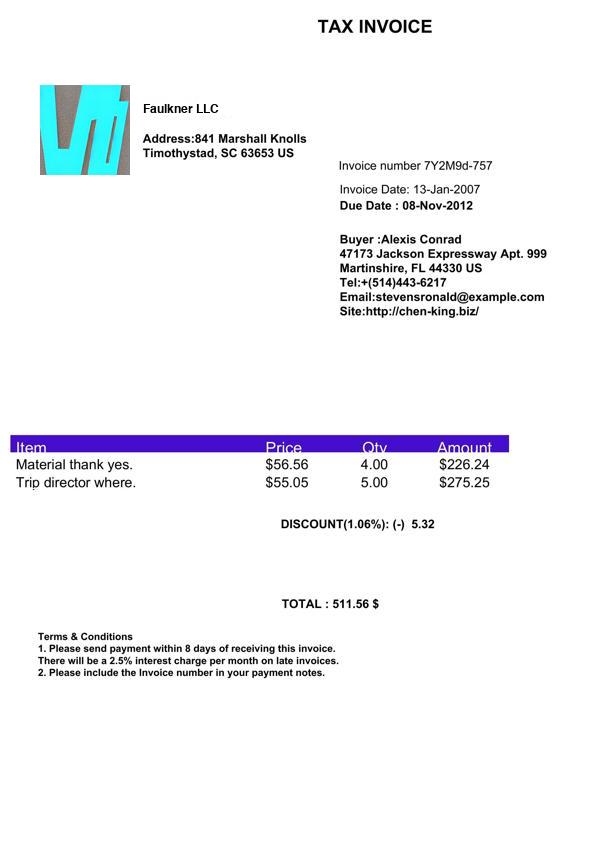 TAX INVOICE
Faulkner LLC
Address:841 Marshall Knolls
Timothystad, SC 63653 US
Invoice number 7Y2M9d-757
Invoice Date: 13-Jan-2007
Due Date : 08-Nov-2012
Buyer :Alexis Conrad
47173 Jackson Expressway Apt. 999
Martinshire, FL 44330 US
Tel:+(514)443-6217
Email:stevensronald@example.com
Site:http://chen-king.biz/
Item Price Qty Amount
Material thank yes. $56.56 4.00 $226.24
Trip director where. $55.05 5.00 $275.25
DISCOUNT(1.06%): (-) 5.32
TOTAL : 511.56 $
Terms & Conditions
1. Please send payment within 8 days of receiving this invoice.
There will be a 2.5% interest charge per month on late invoices.
2. Please include the Invoice number in your payment notes.